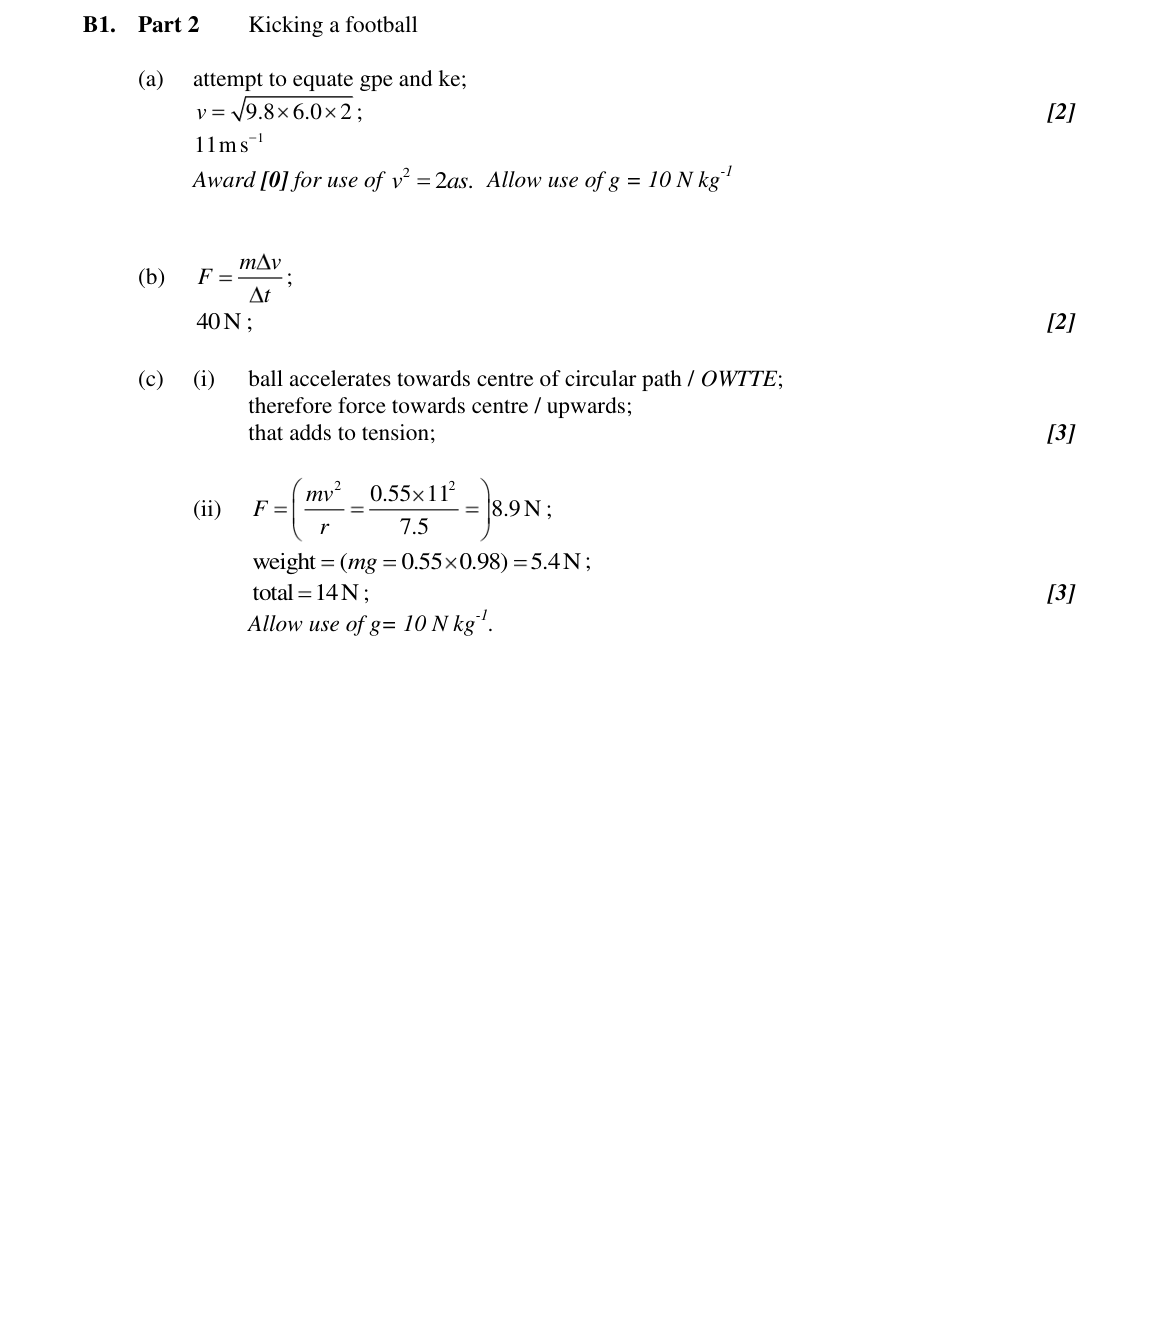 B1. Part 2 Kicking a football
(a) attempt to equate gpe and ke;
v = √9.8×6.0×2 ; [2]
11 m s⁻¹
Award [0] for use of v² = 2as. Allow use of g = 10 N kg⁻¹
(b) F = mΔv/Δt ;
40 N ; [2]
(c) (i) ball accelerates towards centre of circular path / OWTTE;
therefore force towards centre / upwards;
that adds to tension; [3]
(ii) F = (mv²/r = 0.55×11²/7.5 =) 8.9 N ;
weight = (mg = 0.55×0.98) = 5.4 N ;
total = 14 N ; [3]
Allow use of g= 10 N kg⁻¹.